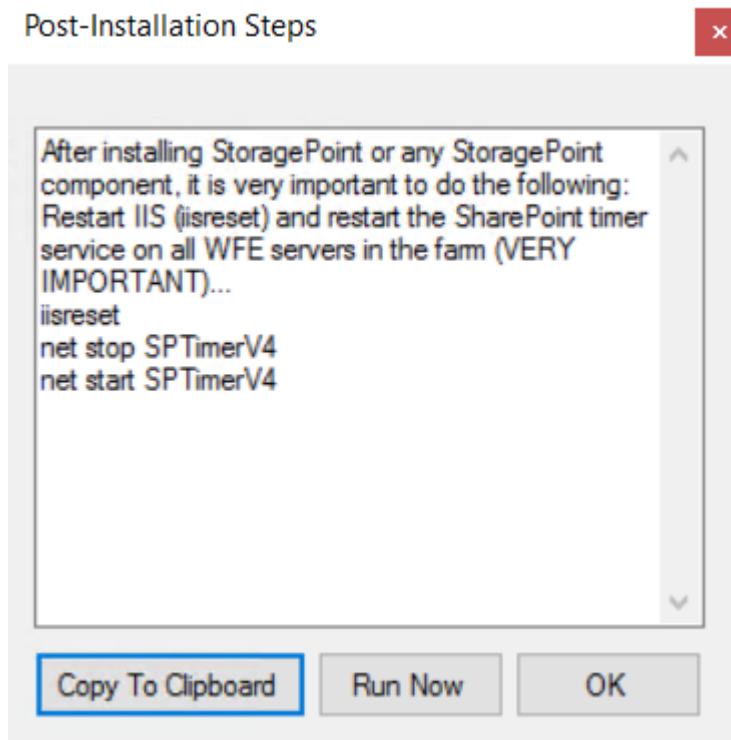 Post-Installation Steps
×
After installing StoragePoint or any StoragePoint
component, it is very important to do the following:
Restart IIS (iisreset) and restart the SharePoint timer
service on all WFE servers in the farm (VERY
IMPORTANT)...
iisreset
net stop SPTimerV4
net start SPTimerV4
Copy To Clipboard
Run Now
OK